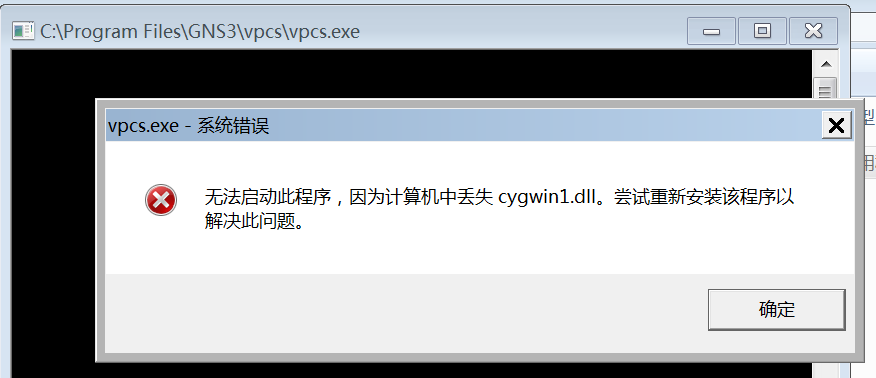 C:\Program Files\GNS3\vpcs\vpcs.exe
vpcs.exe - 系统错误
无法启动此程序，因为计算机中丢失 cygwin1.dll。尝试重新安装该程序以
解决此问题。
确定
型